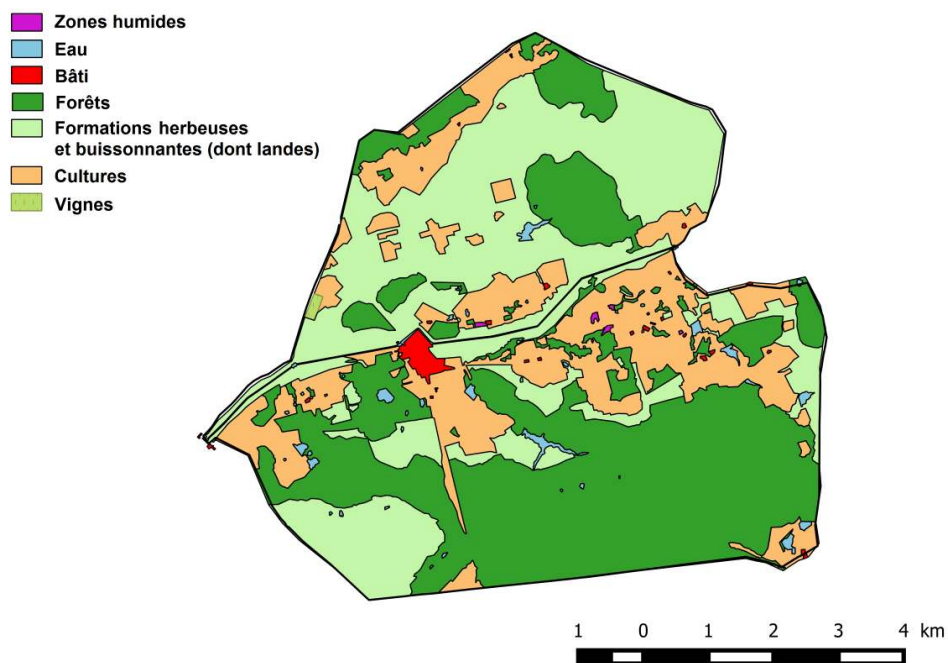 Zones humides
Eau
Bâti
Forêts
Formations herbeuses
et buissonnantes (dont landes)
Cultures
Vignes
1 0 1 2 3 4 km